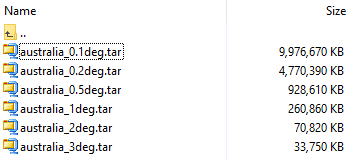 Name Size
..
australia_0.1deg.tar 9,976,670 KB
australia_0.2deg.tar 4,770,390 KB
australia_0.5deg.tar 928,610 KB
australia_1deg.tar 260,860 KB
australia_2deg.tar 70,820 KB
australia_3deg.tar 33,750 KB